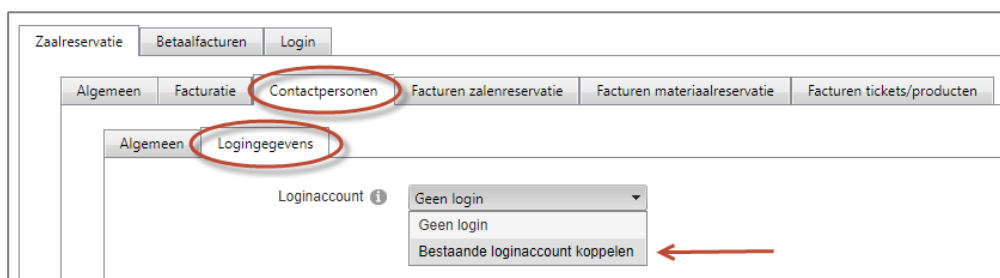 Zaalreservatie Betaalfacturen Login
Algemeen Facturatie Contactpersonen Facturen zalenreservatie Facturen materiaalreservatie Facturen tickets/producten
Algemeen Logingegevens
Loginaccount Geen login
Geen login
Bestaande loginaccount koppelen